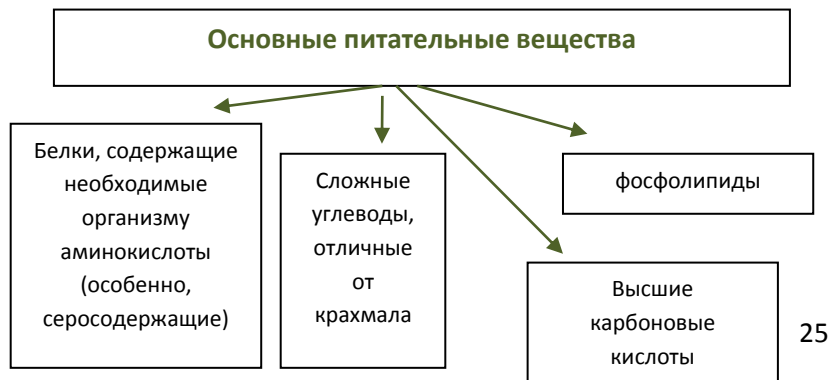 Основные питательные вещества
Белки, содержащие
необходимые
организму
аминокислоты
(особенно,
серосодержащие)
Сложные
углеводы,
отличные
от
крахмала
фосфолипиды
Высшие
карбоновые
кислоты
25